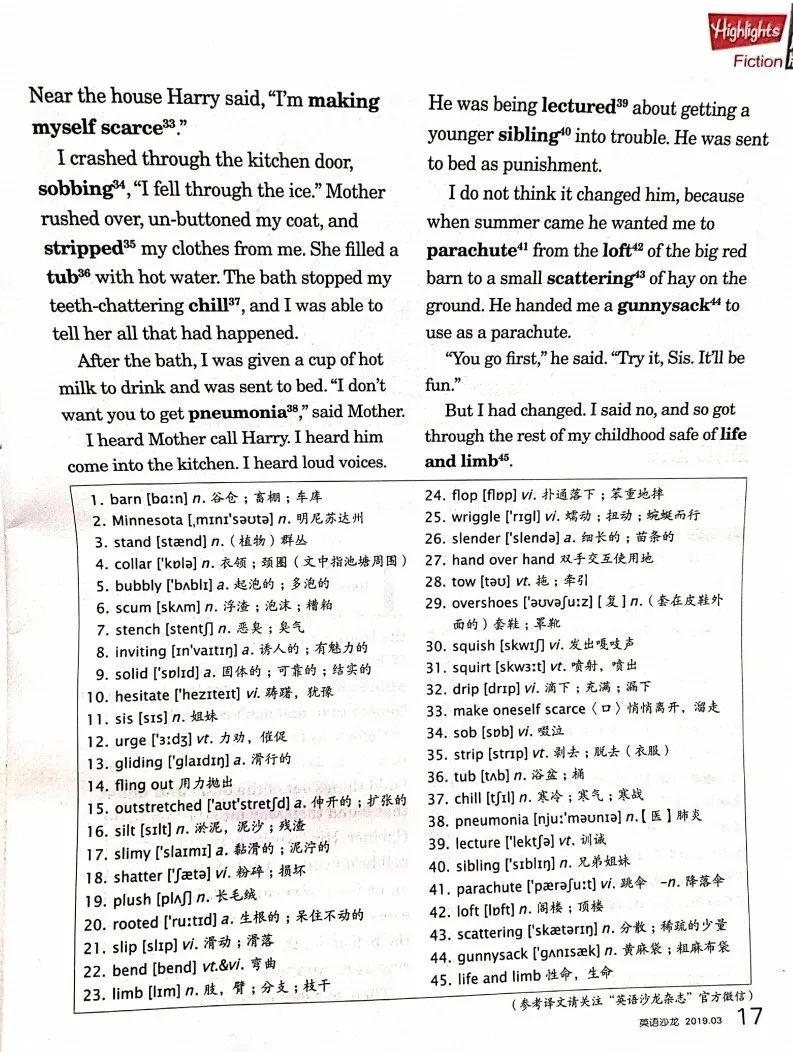 Highlights
Fiction
Near the house Harry said, “I’m making
myself scarce³³.”
I crashed through the kitchen door,
sobbing³⁴, “I fell through the ice.” Mother
rushed over, un-buttoned my coat, and
stripped³⁵ my clothes from me. She filled a
tub³⁶ with hot water. The bath stopped my
teeth-chattering chill³⁷, and I was able to
tell her all that had happened.
After the bath, I was given a cup of hot
milk to drink and was sent to bed. “I don’t
want you to get pneumonia³⁸,” said Mother.
I heard Mother call Harry. I heard him
come into the kitchen. I heard loud voices.
He was being lectured³⁹ about getting a
younger sibling⁴⁰ into trouble. He was sent
to bed as punishment.
I do not think it changed him, because
when summer came he wanted me to
parachute⁴¹ from the loft⁴² of the big red
barn to a small scattering⁴³ of hay on the
ground. He handed me a gunnysack⁴⁴ to
use as a parachute.
“You go first,” he said. “Try it, Sis. It’ll be
fun.”
But I had changed. I said no, and so got
through the rest of my childhood safe of life
and limb⁴⁵.
1. barn [bɑːn] n. 谷仓；畜棚；车库
2. Minnesota [ˌmɪnɪ'səʊtə] n. 明尼苏达州
3. stand [stænd] n.（植物）群丛
4. collar ['kɒlə] n. 衣领；颈圈（文中指池塘周围）
5. bubbly ['bʌblɪ] a. 起泡的；多泡的
6. scum [skʌm] n. 浮渣；泡沫；糟粕
7. stench [stentʃ] n. 恶臭；臭气
8. inviting [ɪn'vaɪtɪŋ] a. 诱人的；有魅力的
9. solid ['sɒlɪd] a. 固体的；可靠的；结实的
10. hesitate ['hezɪteɪt] vi. 踌躇，犹豫
11. sis [sɪs] n. 姐妹
12. urge ['ɜːdʒ] vt. 力劝，催促
13. gliding ['ɡlaɪdɪŋ] a. 滑行的
14. fling out 用力抛出
15. outstretched ['aʊt'stretʃd] a. 伸开的；扩张的
16. silt [sɪlt] n. 淤泥，泥沙；残渣
17. slimy ['slaɪmɪ] a. 黏滑的；泥泞的
18. shatter ['ʃætə] vi. 粉碎；损坏
19. plush [plʌʃ] n. 长毛绒
20. rooted ['ruːtɪd] a. 生根的；呆住不动的
21. slip [slɪp] vi. 滑动；滑落
22. bend [bend] vt.&vi. 弯曲
23. limb [lɪm] n. 肢，臂；分支；枝干
24. flop [flɒp] vi. 扑通落下；笨重地摔
25. wriggle ['rɪɡl] vi. 蠕动；扭动；蜿蜒而行
26. slender ['slendə] a. 细长的；苗条的
27. hand over hand 双手交互使用地
28. tow [təʊ] vt. 拖；牵引
29. overshoes ['əʊvəʃuːz] [复] n.（套在皮鞋外
面的）套鞋；罩靴
30. squish [skwɪʃ] vi. 发出嘎吱声
31. squirt [skwɜːt] vt. 喷射，喷出
32. drip [drɪp] vi. 滴下；充满；漏下
33. make oneself scarce〈口〉悄悄离开，溜走
34. sob [sɒb] vi. 啜泣
35. strip [strɪp] vt. 剥去；脱去（衣服）
36. tub [tʌb] n. 浴盆；桶
37. chill [tʃɪl] n. 寒冷；寒气；寒战
38. pneumonia [njuː'məʊnɪə] n.【医】肺炎
39. lecture ['lektʃə] vt. 训诫
40. sibling ['sɪblɪŋ] n. 兄弟姐妹
41. parachute ['pærəʃuːt] vi. 跳伞 –n. 降落伞
42. loft [lɒft] n. 阁楼；顶楼
43. scattering ['skætərɪŋ] n. 分散；稀疏的少量
44. gunnysack ['ɡʌnɪsæk] n. 黄麻袋；粗麻布袋
45. life and limb 性命，生命
（参考译文请关注“英语沙龙杂志”官方微信）
英语沙龙 2019.03 17